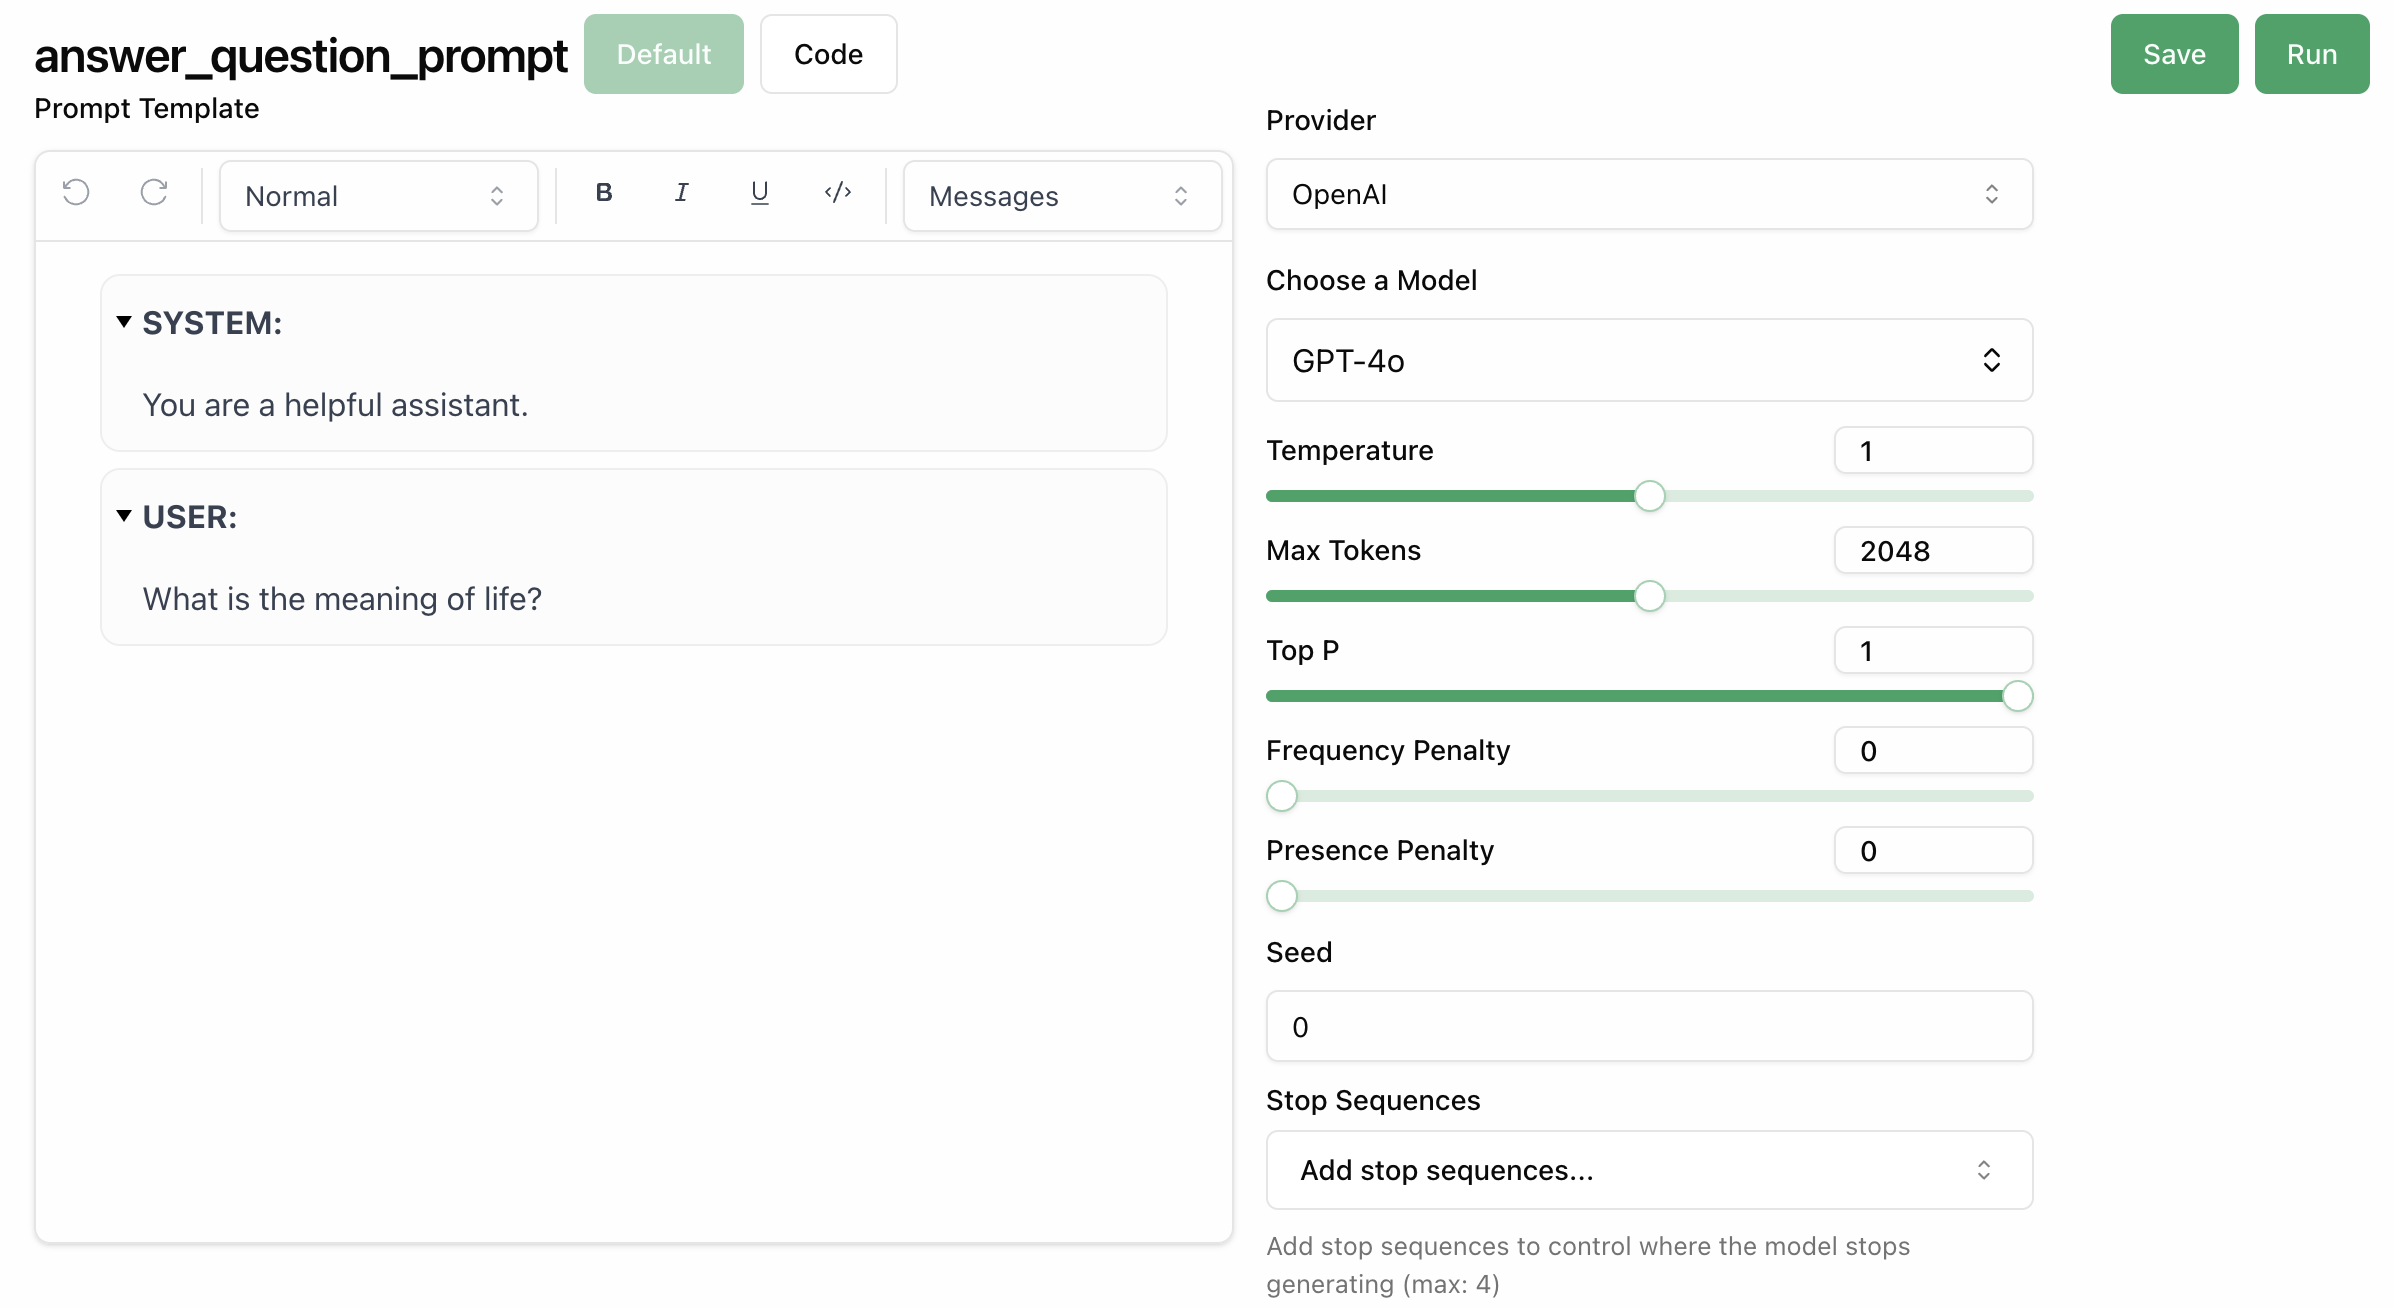 answer_question_prompt
Default
Code
Save
Run
Prompt Template
Normal
B
I
U
</>
Messages
SYSTEM:
You are a helpful assistant.
USER:
What is the meaning of life?
Provider
OpenAI
Choose a Model
GPT-4o
Temperature
1
Max Tokens
2048
Top P
1
Frequency Penalty
0
Presence Penalty
0
Seed
0
Stop Sequences
Add stop sequences...
Add stop sequences to control where the model stops
generating (max: 4)